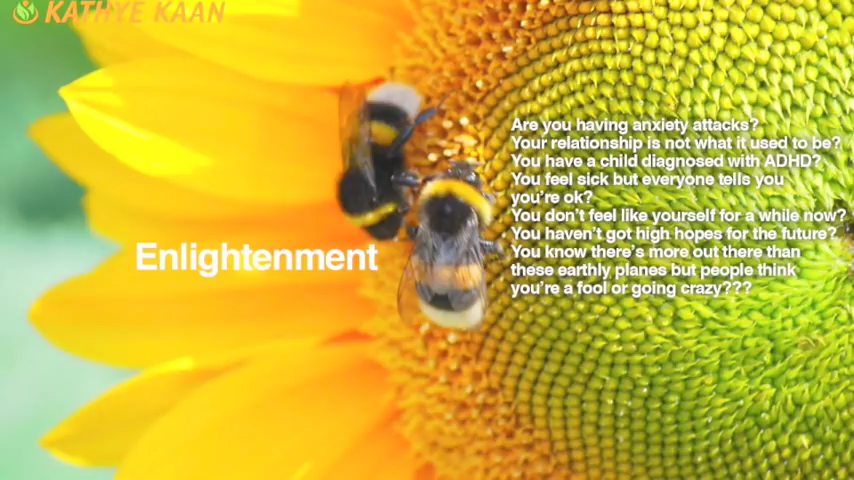 KATHYE KAAN
Enlightenment
Are you having anxiety attacks?
Your relationship is not what it used to be?
You have a child diagnosed with ADHD?
You feel sick but everyone tells you
you're ok?
You don't feel like yourself for a while now?
You haven't got high hopes for the future?
You know there's more out there than
these earthly planes but people think
you're a fool or going crazy???